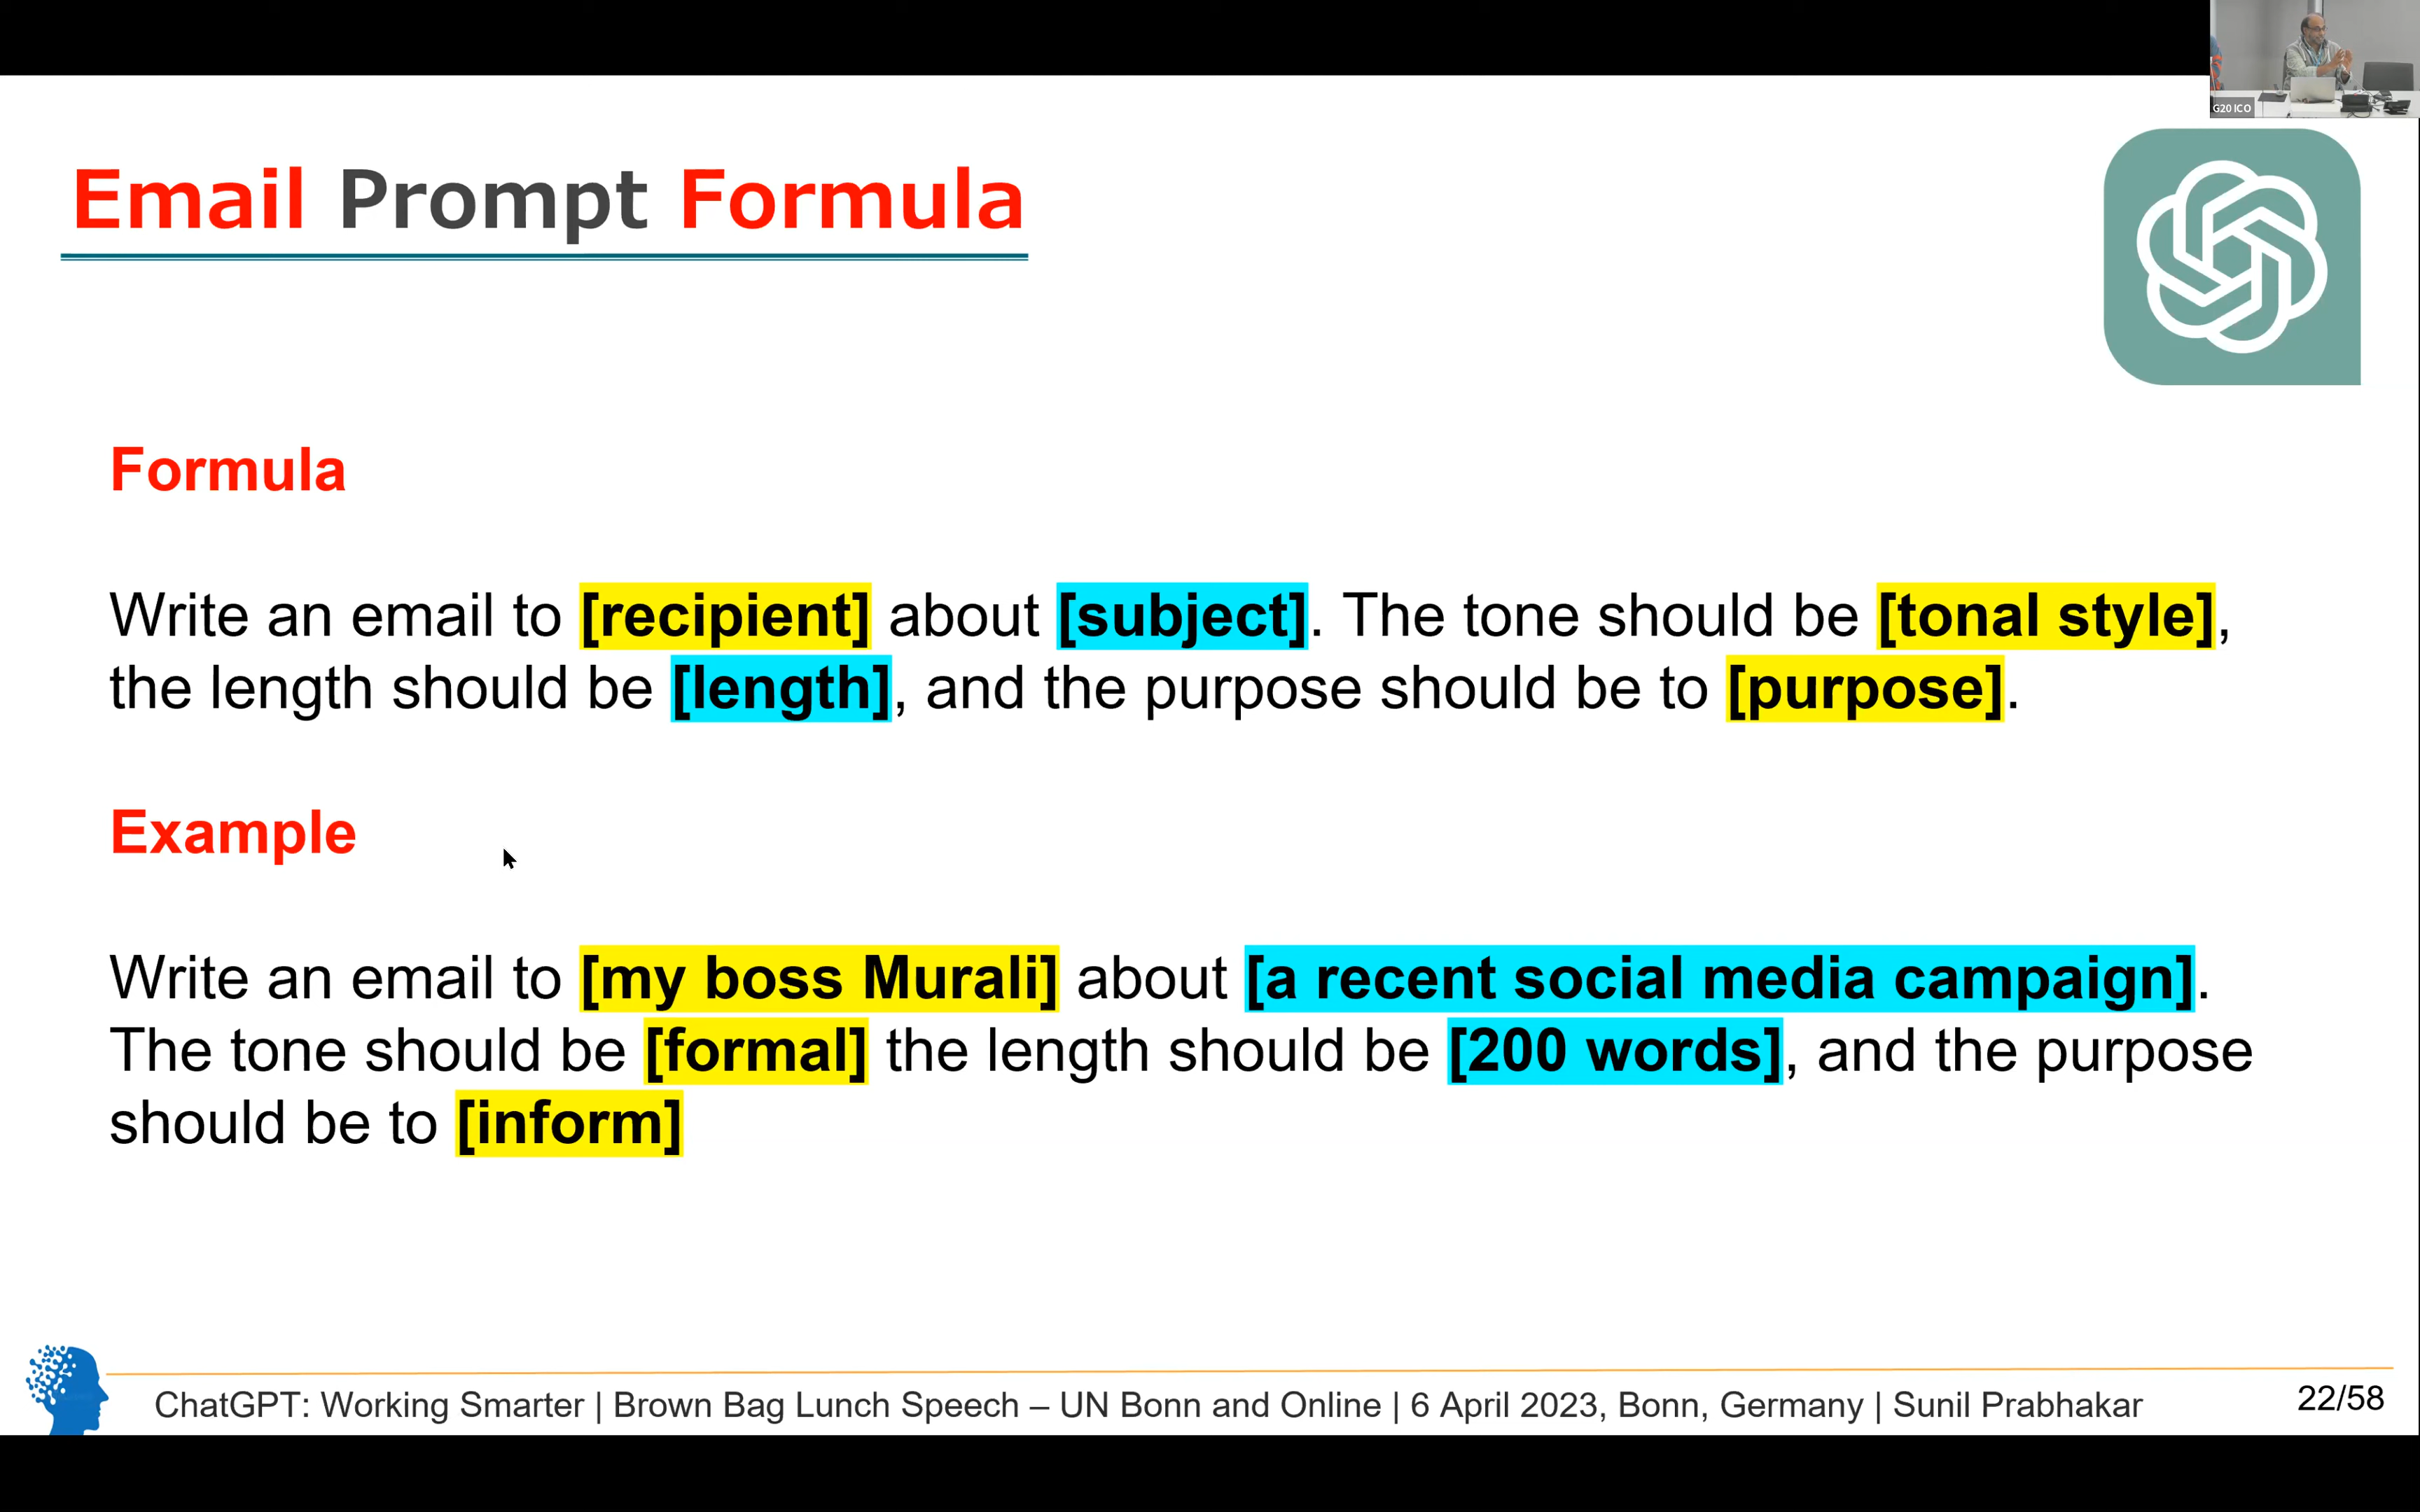 G20 ICO
Email Prompt Formula
Formula
Write an email to [recipient] about [subject]. The tone should be [tonal style],
the length should be [length], and the purpose should be to [purpose].
Example
Write an email to [my boss Murali] about [a recent social media campaign].
The tone should be [formal] the length should be [200 words], and the purpose
should be to [inform]
ChatGPT: Working Smarter | Brown Bag Lunch Speech – UN Bonn and Online | 6 April 2023, Bonn, Germany | Sunil Prabhakar
22/58